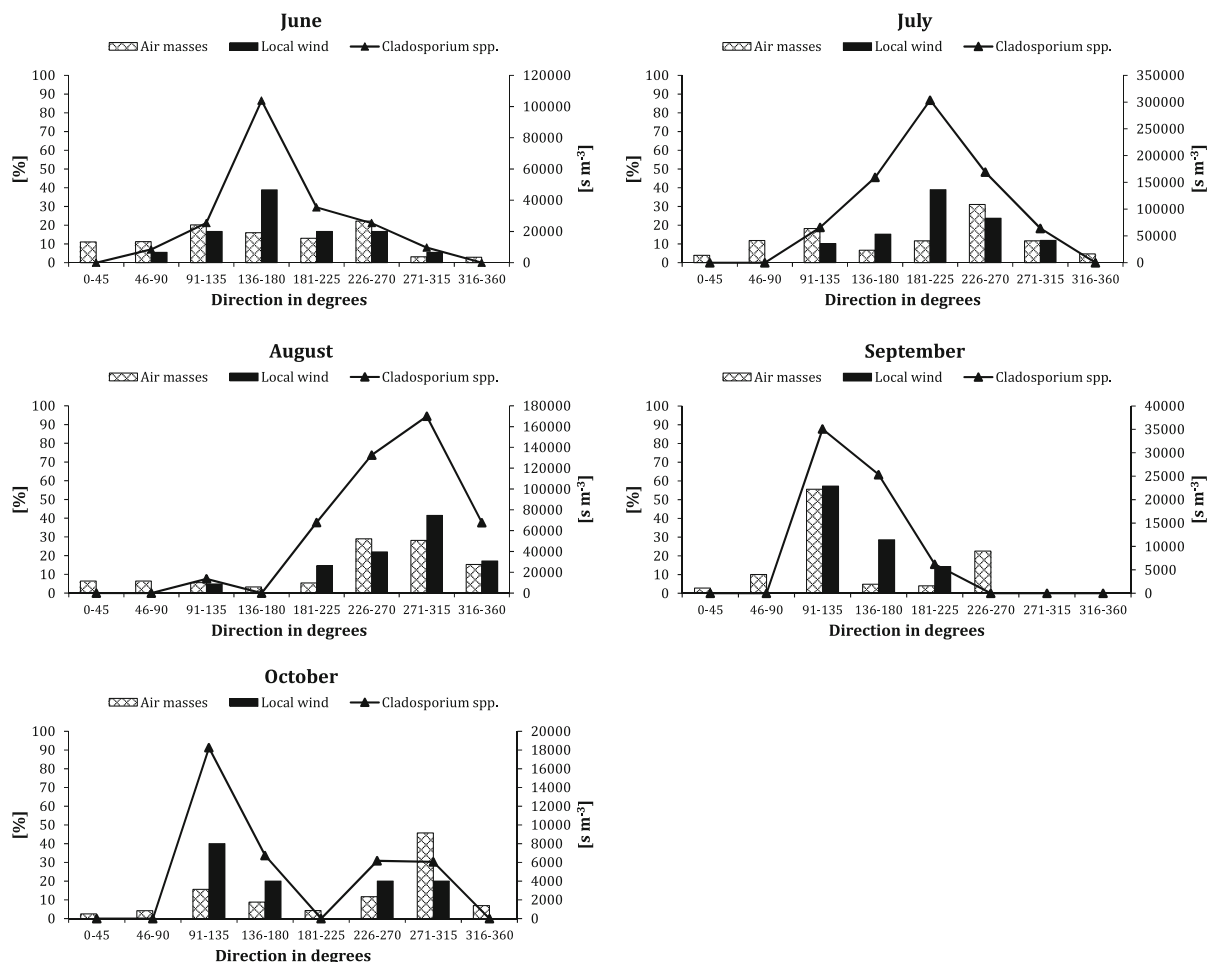 June
Air masses Local wind Cladosporium spp.
100 120000
90
80 100000
70
60 80000
50 60000
40
30 40000
20 20000
10
0 0
[%]
[s m⁻³]
0-45 46-90 91-135 136-180 181-225 226-270 271-315 316-360
Direction in degrees
July
Air masses Local wind Cladosporium spp.
100 350000
90 300000
80
70 250000
60 200000
50
40 150000
30 100000
20
10 50000
0 0
[%]
[s m⁻³]
0-45 46-90 91-135 136-180 181-225 226-270 271-315 316-360
Direction in degrees
August
Air masses Local wind Cladosporium spp.
100 180000
90 160000
80 140000
70 120000
60 100000
50 80000
40
30 60000
20 40000
10 20000
0 0
[%]
[s m⁻³]
0-45 46-90 91-135 136-180 181-225 226-270 271-315 316-360
Direction in degrees
September
Air masses Local wind Cladosporium spp.
100 40000
90 35000
80 30000
70
60 25000
50 20000
40 15000
30
20 10000
10 5000
0 0
[%]
[s m⁻³]
0-45 46-90 91-135 136-180 181-225 226-270 271-315 316-360
Direction in degrees
October
Air masses Local wind Cladosporium spp.
100 20000
90 18000
80 16000
70 14000
60 12000
50 10000
40 8000
30 6000
20 4000
10 2000
0 0
[%]
[s m⁻³]
0-45 46-90 91-135 136-180 181-225 226-270 271-315 316-360
Direction in degrees